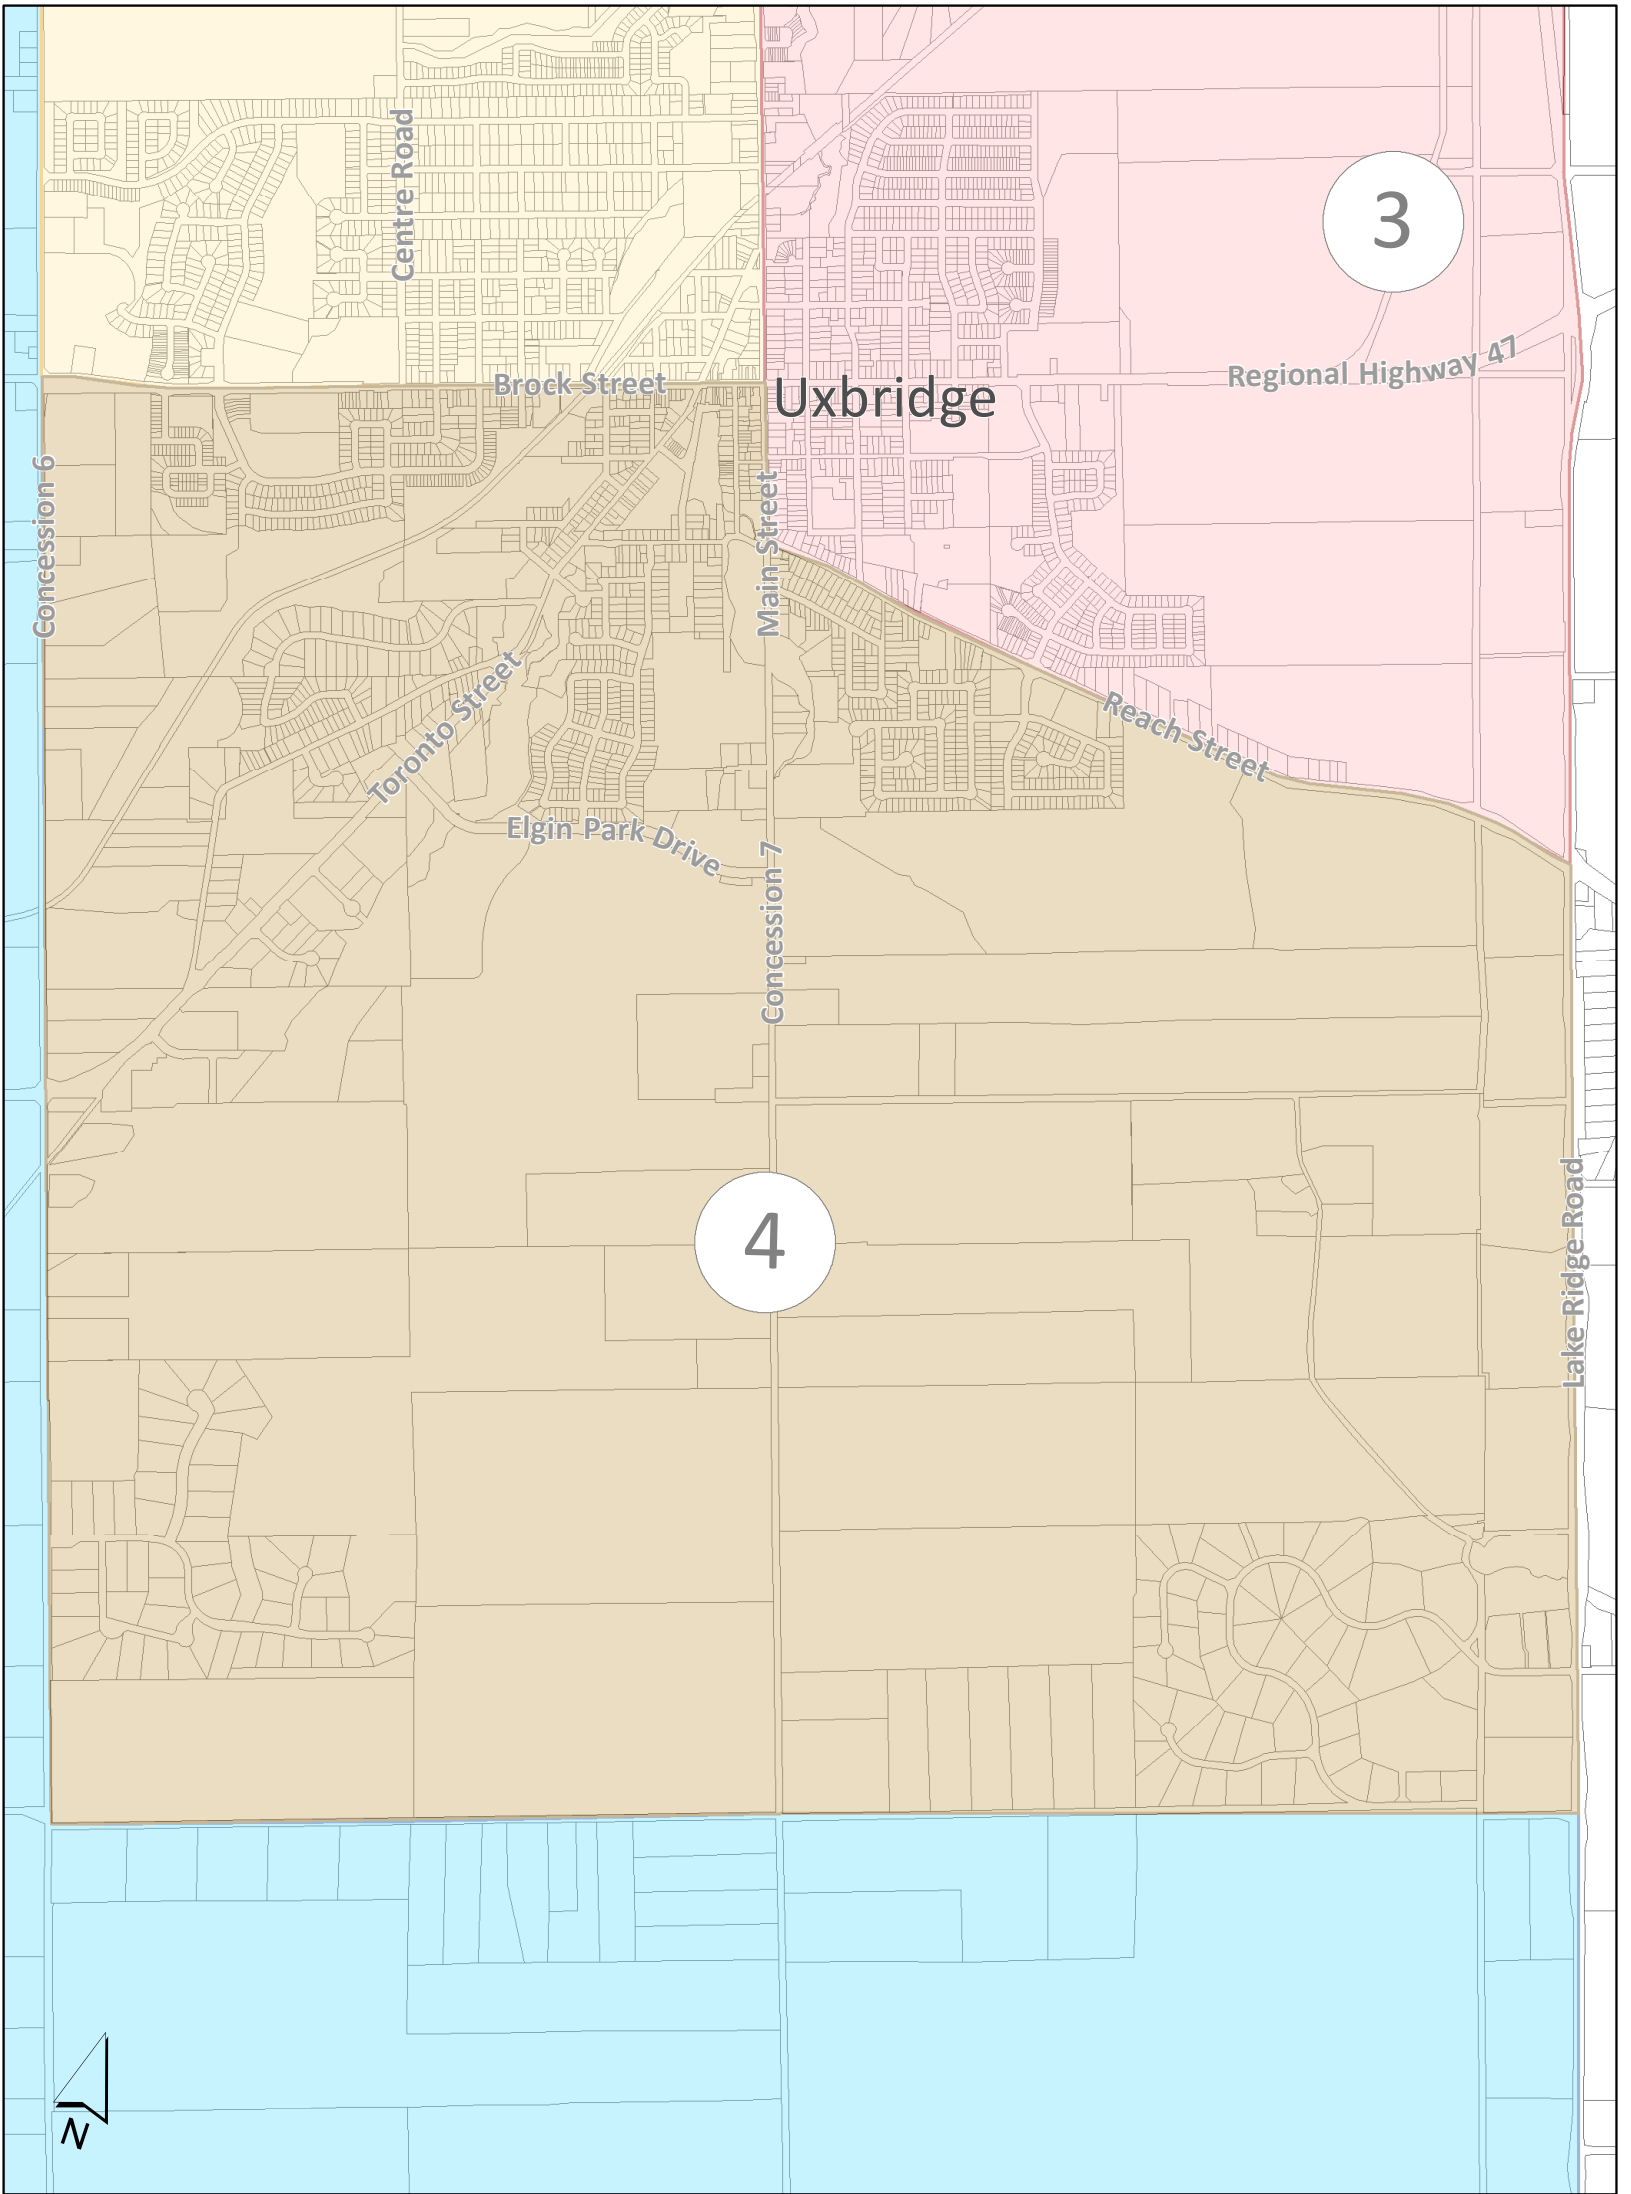 Centre Road
3
Regional Highway 47
Brock Street
Uxbridge
Concession 6
Main Street
Toronto Street
Reach Street
Elgin Park Drive
Concession 7
4
Lake Ridge Road
N